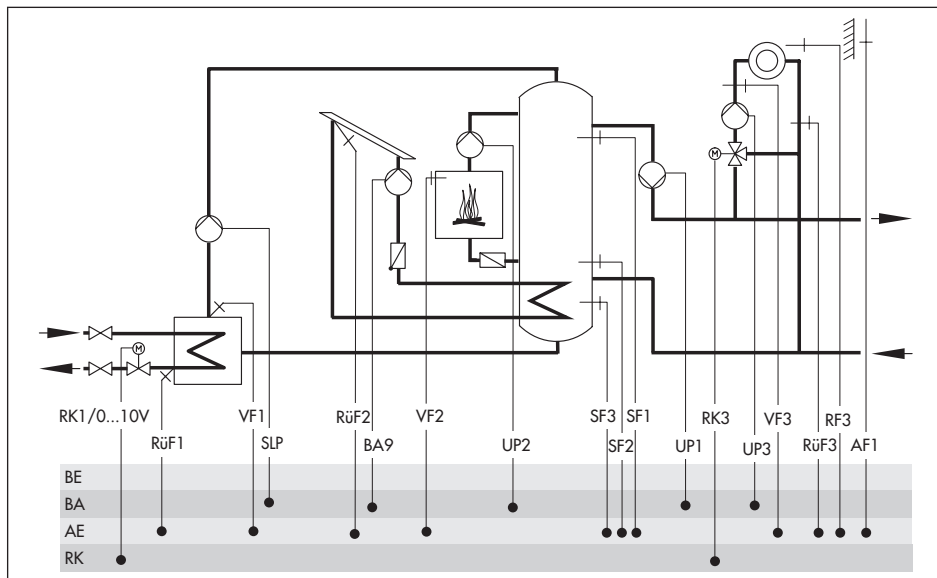 M
M
RK1/0...10V
VF1
RüF2
VF2
SF3
SF1
RK3
VF3
RF3
RüF1
SLP
BA9
UP2
SF2
UP1
UP3
RüF3
AF1
BE
BA
AE
RK